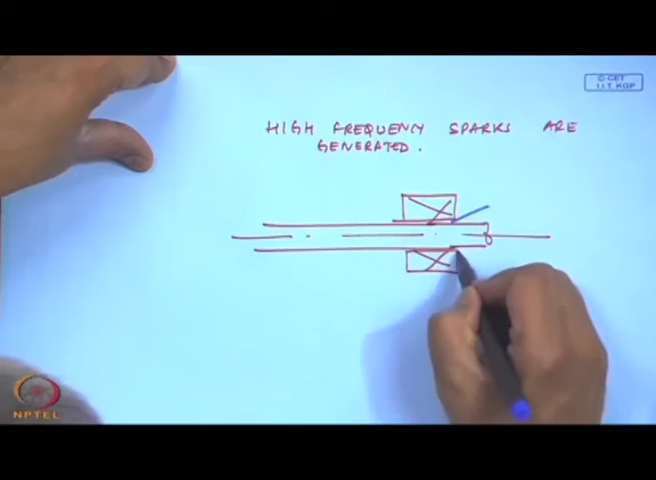 © CET
I.I.T. KGP
HIGH FREQUENCY SPARKS ARE
GENERATED.
NPTEL